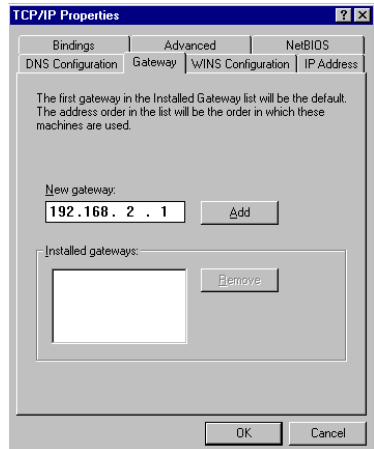 TCP/IP Properties
Bindings Advanced NetBIOS
DNS Configuration Gateway WINS Configuration IP Address
The first gateway in the Installed Gateway list will be the default.
The address order in the list will be the order in which these
machines are used.
New gateway:
192.168. 2 . 1 Add
Installed gateways:
Remove
OK Cancel